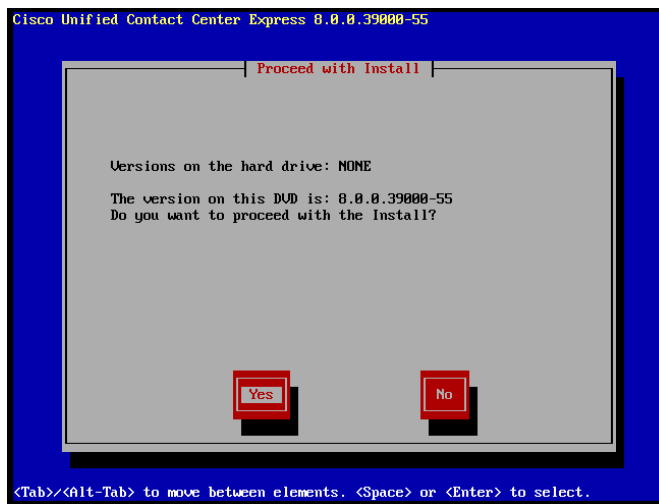 Cisco Unified Contact Center Express 8.0.0.39000-55
Proceed with Install
Versions on the hard drive: NONE
The version on this DVD is: 8.0.0.39000-55
Do you want to proceed with the Install?
Yes
No
<Tab>/<Alt-Tab> to move between elements. <Space> or <Enter> to select.